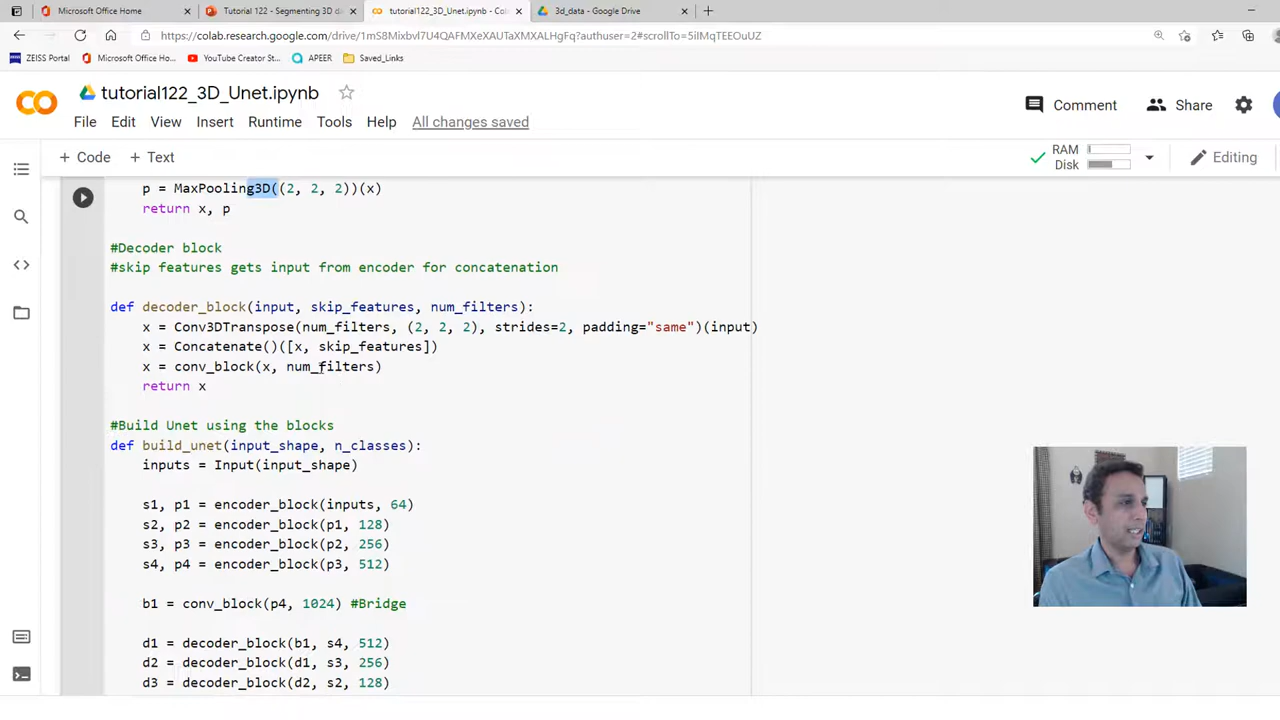 Microsoft Office Home
Tutorial 122 - Segmenting 3D da
tutorial122_3D_Unet.ipynb - Col
3d_data - Google Drive
https://colab.research.google.com/drive/1mS8Mixbvl7U4QAFMXeXAUTaXMXALHgFq?authuser=2#scrollTo=5iIMqTEEOuUZ
ZEISS Portal
Microsoft Office Ho...
YouTube Creator St...
APEER
Saved_Links
tutorial122_3D_Unet.ipynb
Comment
Share
File Edit View Insert Runtime Tools Help All changes saved
+ Code + Text
RAM
Disk
Editing
p = MaxPooling3D((2, 2, 2))(x)
return x, p
#Decoder block
#skip features gets input from encoder for concatenation
def decoder_block(input, skip_features, num_filters):
x = Conv3DTranspose(num_filters, (2, 2, 2), strides=2, padding="same")(input)
x = Concatenate()([x, skip_features])
x = conv_block(x, num_filters)
return x
#Build Unet using the blocks
def build_unet(input_shape, n_classes):
inputs = Input(input_shape)
s1, p1 = encoder_block(inputs, 64)
s2, p2 = encoder_block(p1, 128)
s3, p3 = encoder_block(p2, 256)
s4, p4 = encoder_block(p3, 512)
b1 = conv_block(p4, 1024) #Bridge
d1 = decoder_block(b1, s4, 512)
d2 = decoder_block(d1, s3, 256)
d3 = decoder_block(d2, s2, 128)